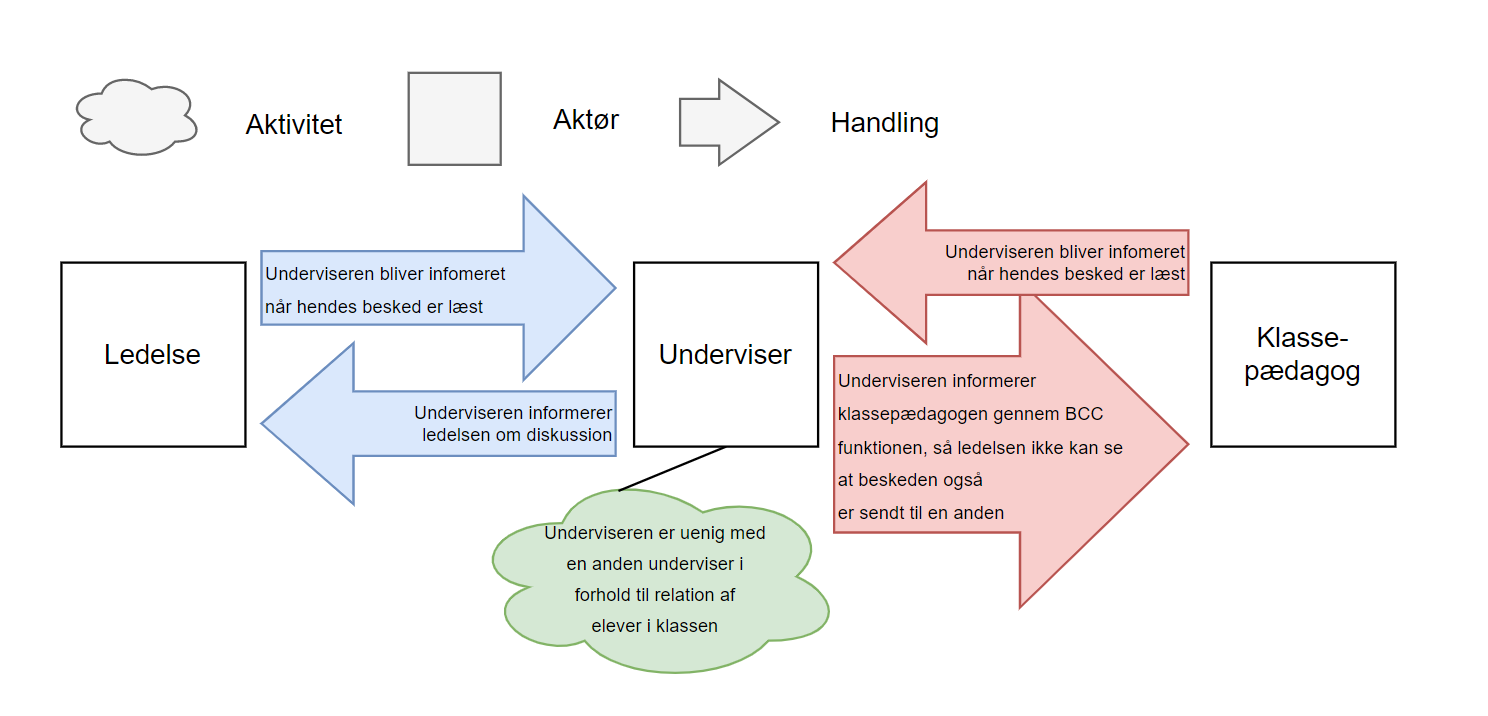 Aktivitet
Aktør
Handling
Ledelse
Underviseren bliver infomeret
når hendes besked er læst
Underviseren informerer
ledelsen om diskussion
Underviser
Underviseren bliver infomeret
når hendes besked er læst
Underviseren informerer
klassepædagogen gennem BCC
funktionen, så ledelsen ikke kan se
at beskeden også
er sendt til en anden
Klasse-
pædagog
Underviseren er uenig med
en anden underviser i
forhold til relation af
elever i klassen